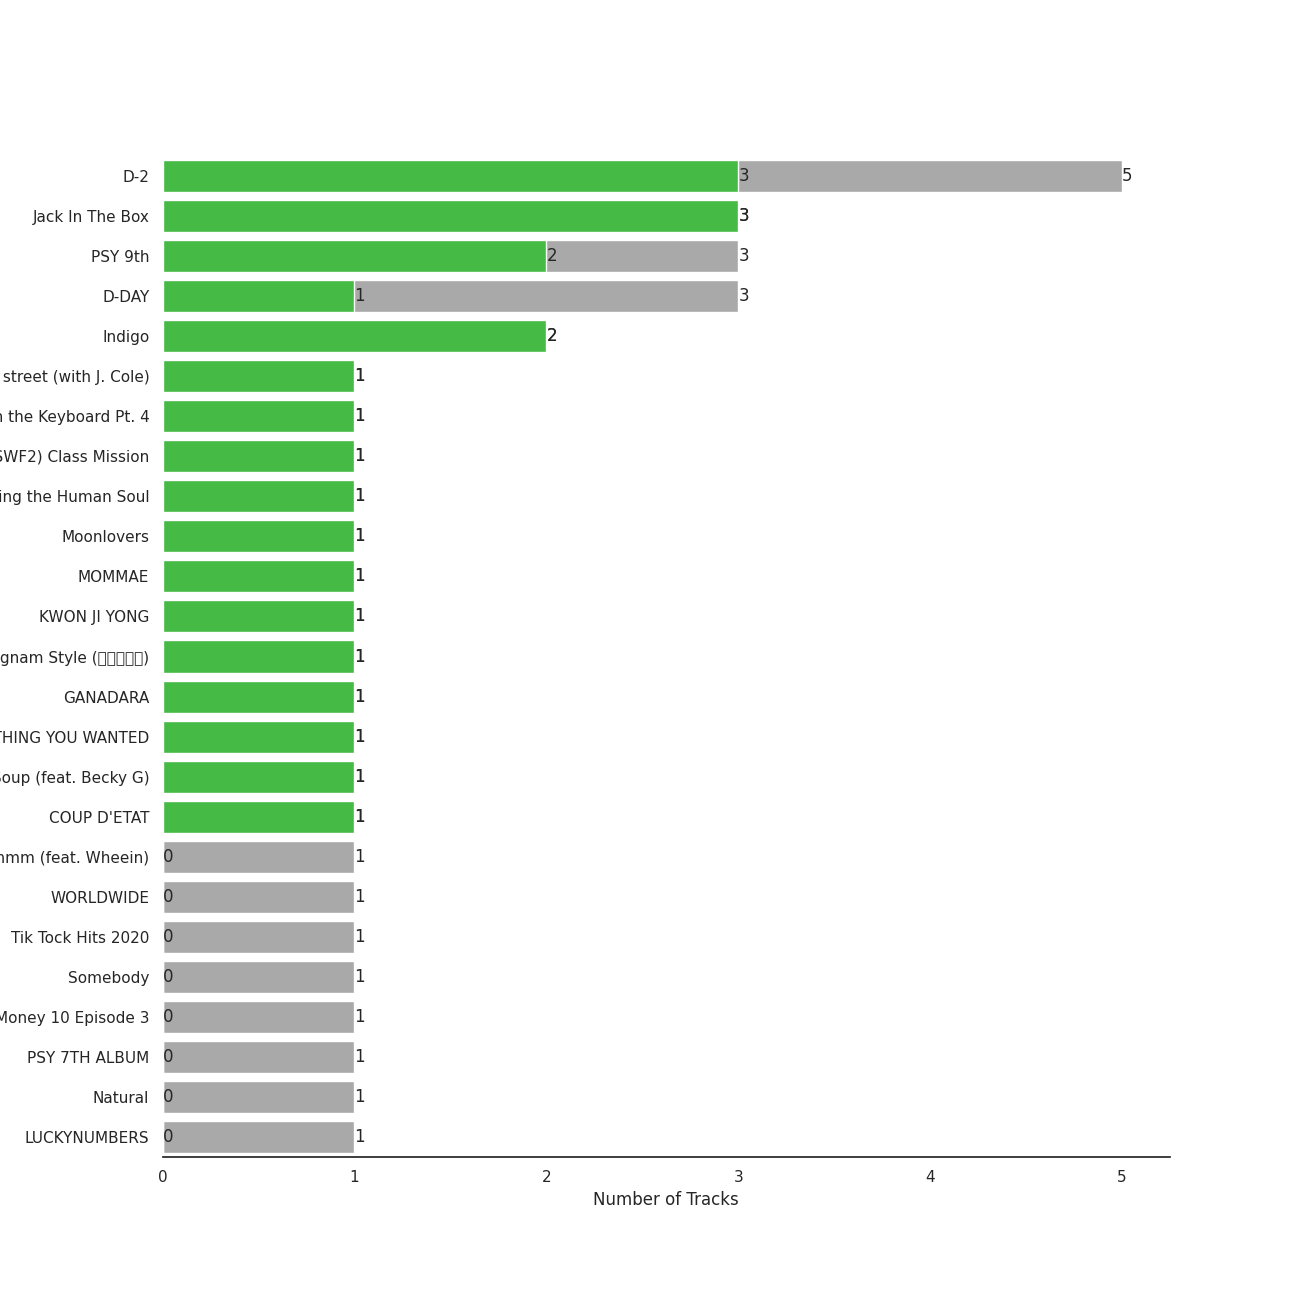 D-2 3 5
Jack In The Box 3
PSY 9th 2 3
D-DAY 1 3
Indigo 2
street (with J. Cole) 1
the Keyboard Pt. 4 1
SWF2) Class Mission 1
ing the Human Soul 1
Moonlovers 1
MOMMAE 1
KWON JI YONG 1
gnam Style (▯▯▯▯▯) 1
GANADARA 1
THING YOU WANTED 1
Soup (feat. Becky G) 1
COUP D'ETAT 1
mm (feat. Wheein) 0 1
WORLDWIDE 0 1
Tik Tock Hits 2020 0 1
Somebody 0 1
Money 10 Episode 3 0 1
PSY 7TH ALBUM 0 1
Natural 0 1
LUCKYNUMBERS 0 1
0 1 2 3 4 5
Number of Tracks